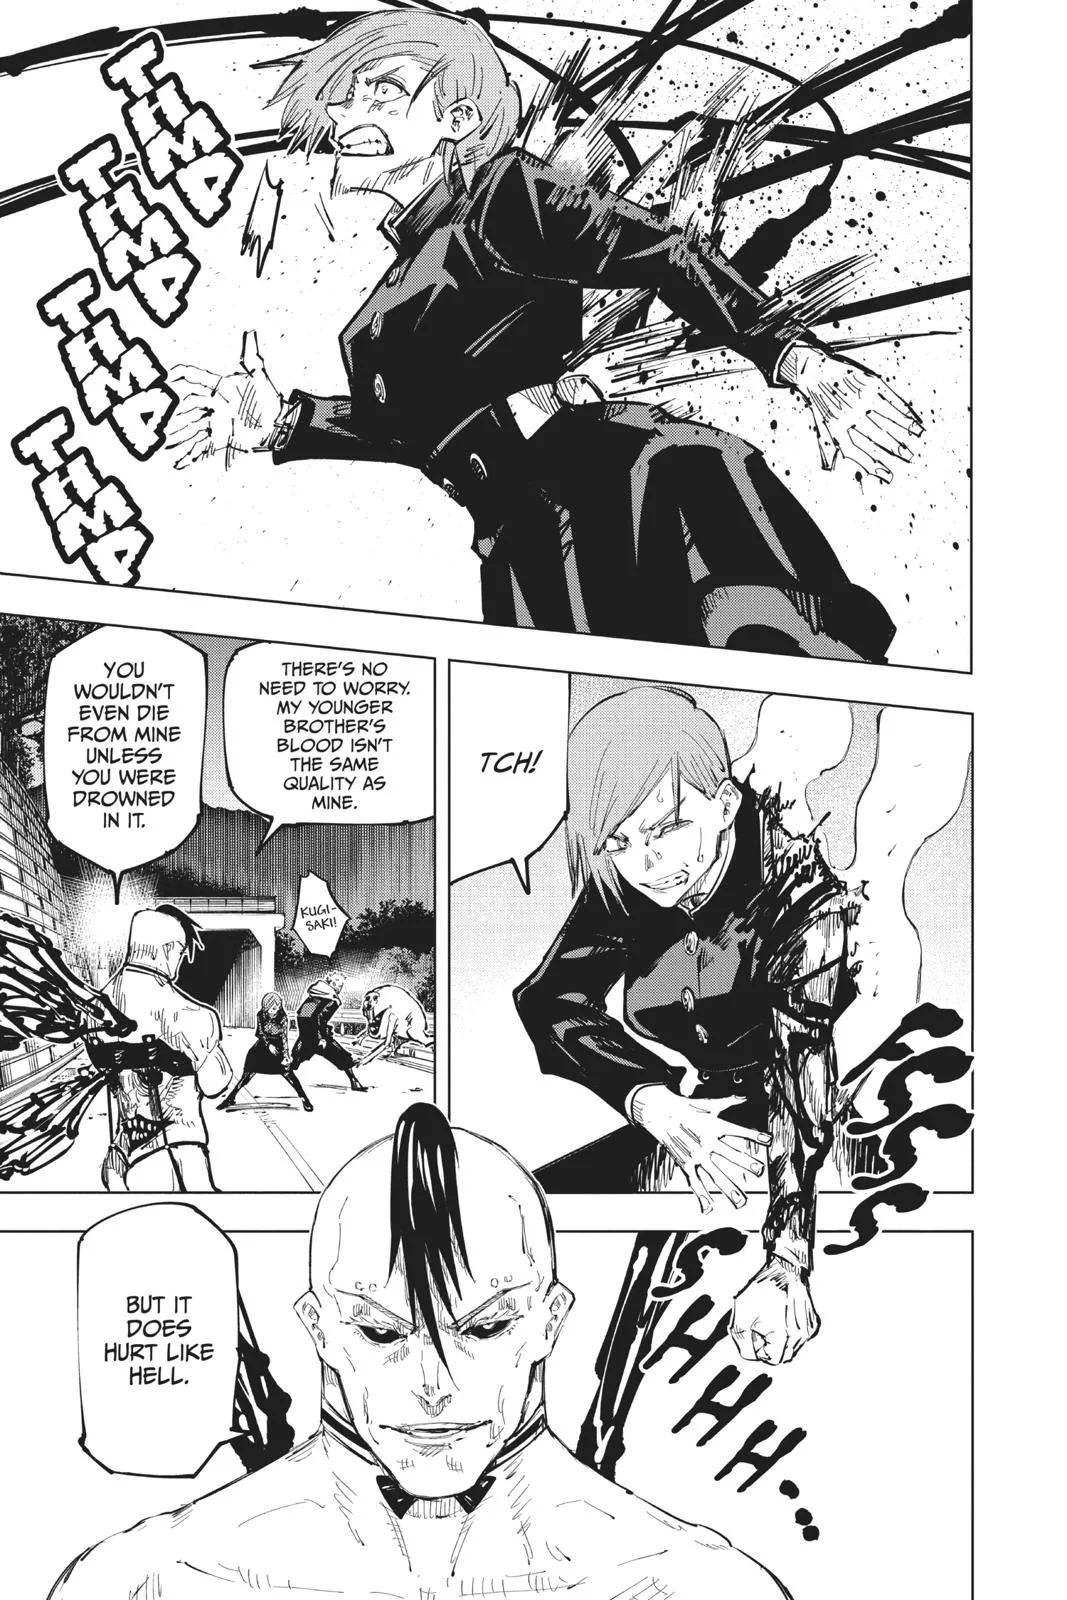 THMP
THMP
THMP
THMP
TCH!
THERE'S NO
NEED TO WORRY.
MY YOUNGER
BROTHER'S
BLOOD ISN'T
THE SAME
QUALITY AS
MINE.
YOU
WOULDN'T
EVEN DIE
FROM MINE
UNLESS
YOU WERE
DROWNED
IN IT.
KUGI-
SAKI!
SSSSS
HHH...
BUT IT
DOES
HURT LIKE
HELL.